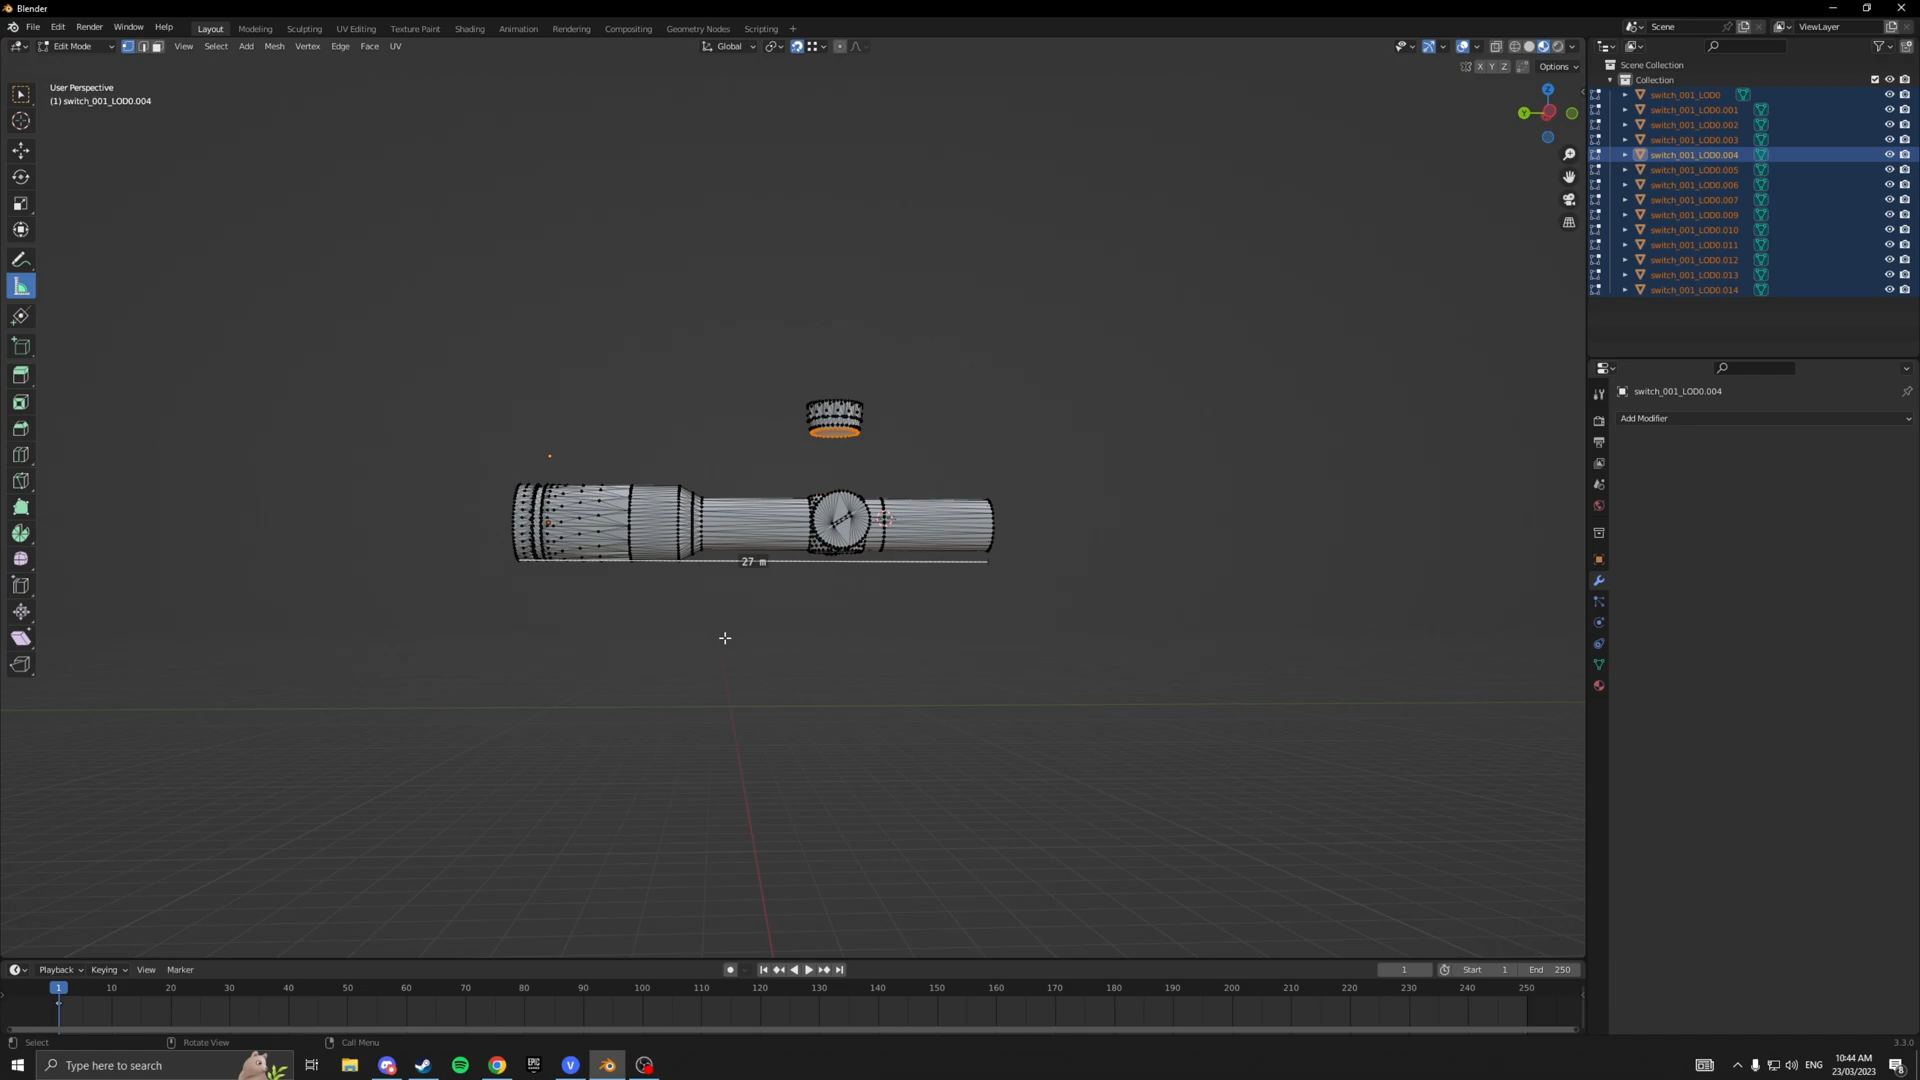 Blender
File Edit Render Window Help
Layout Modeling Sculpting UV Editing Texture Paint Shading Animation Rendering Compositing Geometry Nodes Scripting +
Scene
ViewLayer
Edit Mode View Select Add Mesh Vertex Edge Face UV
Global
X Y Z Options
User Perspective
(1) switch_001_LOD0.004
Z
Y
27 m
Scene Collection
Collection
switch_001_LOD0
switch_001_LOD0.001
switch_001_LOD0.002
switch_001_LOD0.003
switch_001_LOD0.004
switch_001_LOD0.005
switch_001_LOD0.006
switch_001_LOD0.007
switch_001_LOD0.009
switch_001_LOD0.010
switch_001_LOD0.011
switch_001_LOD0.012
switch_001_LOD0.013
switch_001_LOD0.014
switch_001_LOD0.004
Add Modifier
Playback Keying View Marker
1 Start 1 End 250
1 10 20 30 40 50 60 70 80 90 100 110 120 130 140 150 160 170 180 190 200 210 220 230 240 250
Select Rotate View Call Menu 3.3.0
Type here to search
EPIC
ENG
10:44 AM
23/03/2023
8